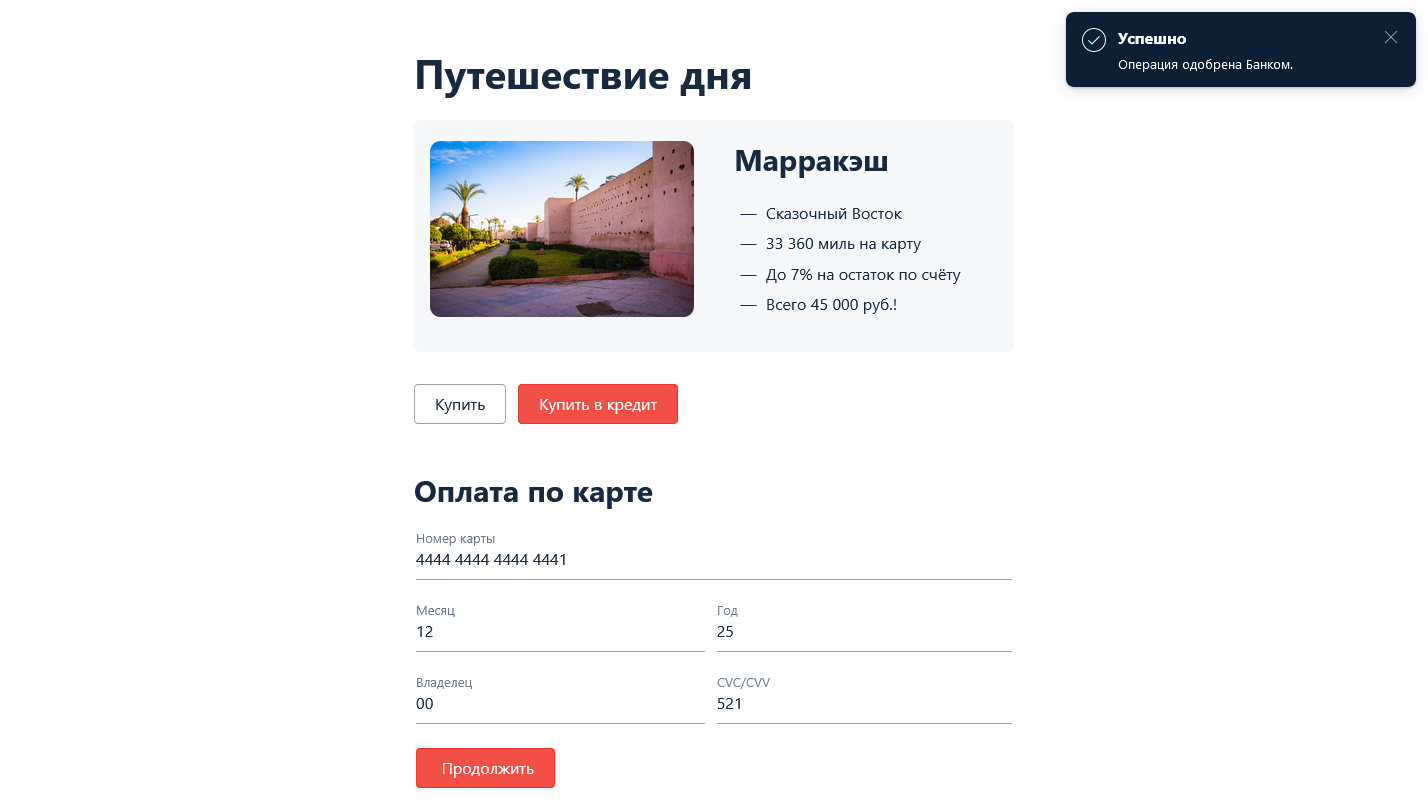 Успешно
Операция одобрена Банком.
Путешествие дня
Марракэш
— Сказочный Восток
— 33 360 миль на карту
— До 7% на остаток по счёту
— Всего 45 000 руб.!
Купить
Купить в кредит
Оплата по карте
Номер карты
4444 4444 4444 4441
Месяц
12
Год
25
Владелец
00
CVC/CVV
521
Продолжить